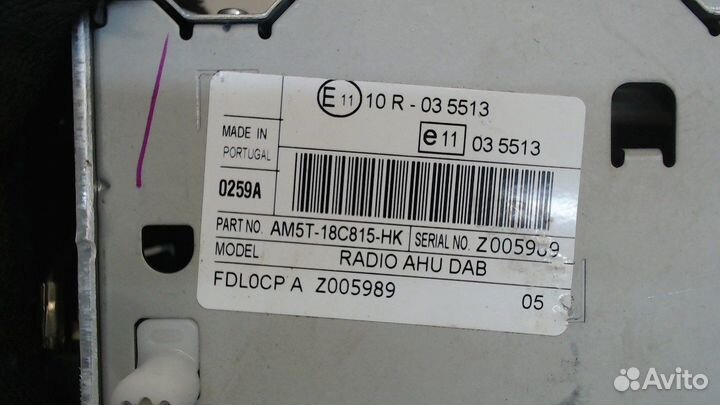 E 11 10 R - 03 5513
e 11 03 5513
MADE IN
PORTUGAL
0259A
PART NO. AM5T-18C815-HK SERIAL NO. Z005989
MODEL RADIO AHU DAB
FDL0CP A Z005989 05
Avito